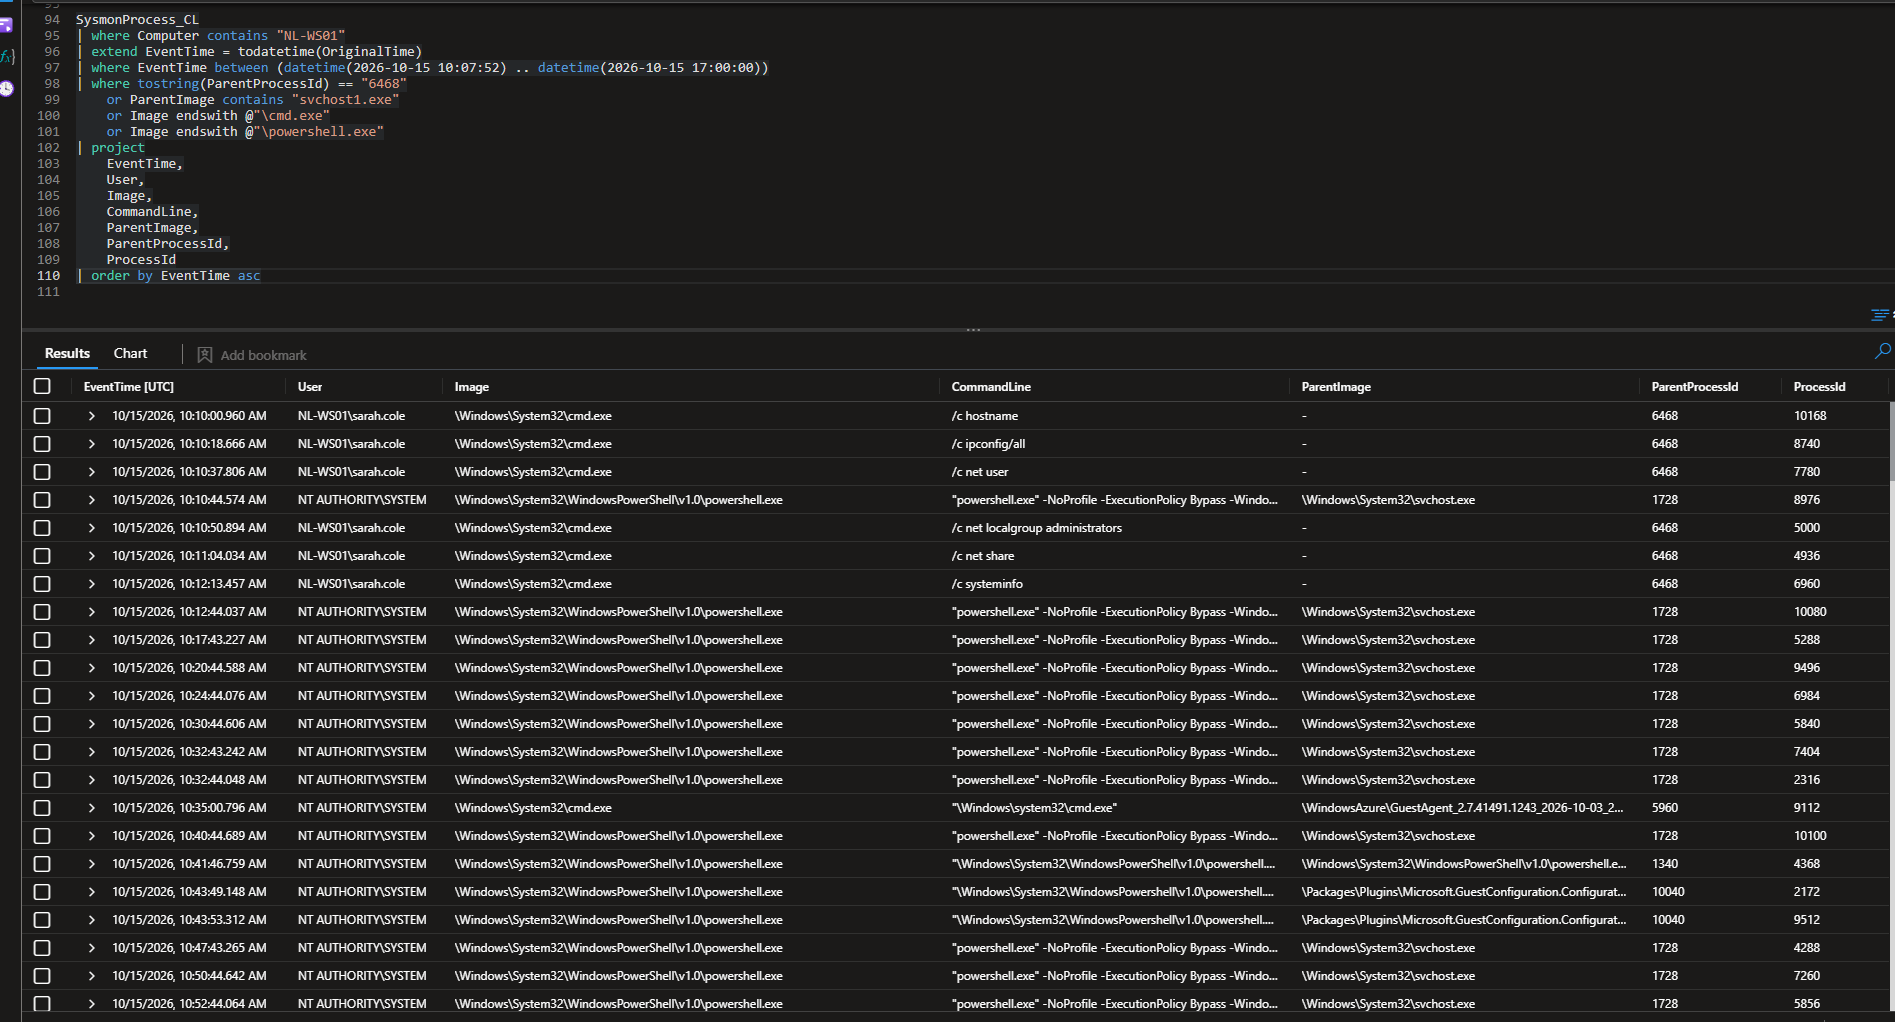 94 SysmonProcess_CL
95 | where Computer contains "NL-WS01"
96 | extend EventTime = todatetime(OriginalTime)
97 | where EventTime between (datetime(2026-10-15 10:07:52) .. datetime(2026-10-15 17:00:00))
98 | where tostring(ParentProcessId) == "6468"
99 or ParentImage contains "svchost1.exe"
100 or Image endswith @"\cmd.exe"
101 or Image endswith @"\powershell.exe"
102 | project
103 EventTime,
104 User,
105 Image,
106 CommandLine,
107 ParentImage,
108 ParentProcessId,
109 ProcessId
110 | order by EventTime asc
111
Results Chart Add bookmark
EventTime [UTC] User Image CommandLine ParentImage ParentProcessId ProcessId
10/15/2026, 10:10:00.960 AM NL-WS01\sarah.cole \Windows\System32\cmd.exe /c hostname - 6468 10168
10/15/2026, 10:10:18.666 AM NL-WS01\sarah.cole \Windows\System32\cmd.exe /c ipconfig/all - 6468 8740
10/15/2026, 10:10:37.806 AM NL-WS01\sarah.cole \Windows\System32\cmd.exe /c net user - 6468 7780
10/15/2026, 10:10:44.574 AM NT AUTHORITY\SYSTEM \Windows\System32\WindowsPowerShell\v1.0\powershell.exe "powershell.exe" -NoProfile -ExecutionPolicy Bypass -Windo... \Windows\System32\svchost.exe 1728 8976
10/15/2026, 10:10:50.894 AM NL-WS01\sarah.cole \Windows\System32\cmd.exe /c net localgroup administrators - 6468 5000
10/15/2026, 10:11:04.034 AM NL-WS01\sarah.cole \Windows\System32\cmd.exe /c net share - 6468 4936
10/15/2026, 10:12:13.457 AM NL-WS01\sarah.cole \Windows\System32\cmd.exe /c systeminfo - 6468 6960
10/15/2026, 10:12:44.037 AM NT AUTHORITY\SYSTEM \Windows\System32\WindowsPowerShell\v1.0\powershell.exe "powershell.exe" -NoProfile -ExecutionPolicy Bypass -Windo... \Windows\System32\svchost.exe 1728 10080
10/15/2026, 10:17:43.227 AM NT AUTHORITY\SYSTEM \Windows\System32\WindowsPowerShell\v1.0\powershell.exe "powershell.exe" -NoProfile -ExecutionPolicy Bypass -Windo... \Windows\System32\svchost.exe 1728 5288
10/15/2026, 10:20:44.588 AM NT AUTHORITY\SYSTEM \Windows\System32\WindowsPowerShell\v1.0\powershell.exe "powershell.exe" -NoProfile -ExecutionPolicy Bypass -Windo... \Windows\System32\svchost.exe 1728 9496
10/15/2026, 10:24:44.076 AM NT AUTHORITY\SYSTEM \Windows\System32\WindowsPowerShell\v1.0\powershell.exe "powershell.exe" -NoProfile -ExecutionPolicy Bypass -Windo... \Windows\System32\svchost.exe 1728 6984
10/15/2026, 10:30:44.606 AM NT AUTHORITY\SYSTEM \Windows\System32\WindowsPowerShell\v1.0\powershell.exe "powershell.exe" -NoProfile -ExecutionPolicy Bypass -Windo... \Windows\System32\svchost.exe 1728 5840
10/15/2026, 10:32:43.242 AM NT AUTHORITY\SYSTEM \Windows\System32\WindowsPowerShell\v1.0\powershell.exe "powershell.exe" -NoProfile -ExecutionPolicy Bypass -Windo... \Windows\System32\svchost.exe 1728 7404
10/15/2026, 10:32:44.048 AM NT AUTHORITY\SYSTEM \Windows\System32\WindowsPowerShell\v1.0\powershell.exe "powershell.exe" -NoProfile -ExecutionPolicy Bypass -Windo... \Windows\System32\svchost.exe 1728 2316
10/15/2026, 10:35:00.796 AM NT AUTHORITY\SYSTEM \Windows\System32\cmd.exe "\Windows\system32\cmd.exe" \WindowsAzure\GuestAgent_2.7.41491.1243_2026-10-03_2... 5960 9112
10/15/2026, 10:40:44.689 AM NT AUTHORITY\SYSTEM \Windows\System32\WindowsPowerShell\v1.0\powershell.exe "powershell.exe" -NoProfile -ExecutionPolicy Bypass -Windo... \Windows\System32\svchost.exe 1728 10100
10/15/2026, 10:41:46.759 AM NT AUTHORITY\SYSTEM \Windows\System32\WindowsPowerShell\v1.0\powershell.exe "\Windows\System32\WindowsPowerShell\v1.0\powershell.... \Windows\System32\WindowsPowerShell\v1.0\powershell.e... 1340 4368
10/15/2026, 10:43:49.148 AM NT AUTHORITY\SYSTEM \Windows\System32\WindowsPowerShell\v1.0\powershell.exe "\Windows\System32\WindowsPowershell\v1.0\powershell.... \Packages\Plugins\Microsoft.GuestConfiguration.Configurat... 10040 2172
10/15/2026, 10:43:53.312 AM NT AUTHORITY\SYSTEM \Windows\System32\WindowsPowerShell\v1.0\powershell.exe "\Windows\System32\WindowsPowershell\v1.0\powershell.... \Packages\Plugins\Microsoft.GuestConfiguration.Configurat... 10040 9512
10/15/2026, 10:47:43.265 AM NT AUTHORITY\SYSTEM \Windows\System32\WindowsPowerShell\v1.0\powershell.exe "powershell.exe" -NoProfile -ExecutionPolicy Bypass -Windo... \Windows\System32\svchost.exe 1728 4288
10/15/2026, 10:50:44.642 AM NT AUTHORITY\SYSTEM \Windows\System32\WindowsPowerShell\v1.0\powershell.exe "powershell.exe" -NoProfile -ExecutionPolicy Bypass -Windo... \Windows\System32\svchost.exe 1728 7260
10/15/2026, 10:52:44.064 AM NT AUTHORITY\SYSTEM \Windows\System32\WindowsPowerShell\v1.0\powershell.exe "powershell.exe" -NoProfile -ExecutionPolicy Bypass -Windo... \Windows\System32\svchost.exe 1728 5856